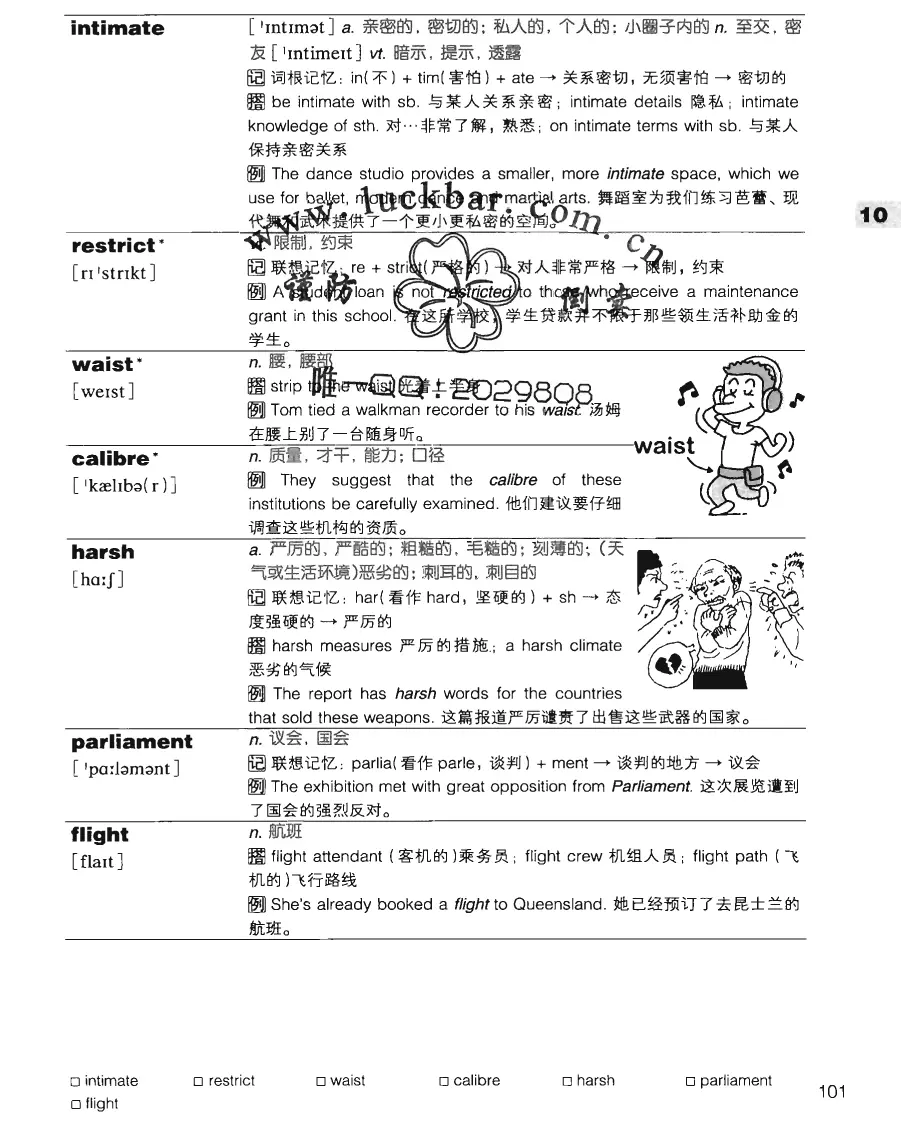 intimate
[ ˈɪntɪmət ] a. 亲密的，密切的；私人的，个人的；小圈子内的 n. 至交，密
友 [ ˈɪntimeɪt ] vt. 暗示，提示，透露
记 词根记忆：in( 不 ) + tim( 害怕 ) + ate → 关系密切，无须害怕 → 密切的
搭 be intimate with sb. 与某人关系亲密；intimate details 隐私；intimate
knowledge of sth. 对…非常了解，熟悉；on intimate terms with sb. 与某人
保持亲密关系
例 The dance studio provides a smaller, more intimate space, which we
use for ballet, modern dance and martial arts. 舞蹈室为我们练习芭蕾、现
代舞和武术提供了一个更小更私密的空间。
www.luckbar.com.cn
10
restrict*
[ rɪˈstrɪkt ]
v. 限制，约束
记 联想记忆：re + strict( 严格的 ) → 对人非常严格 → 限制，约束
例 A student loan is not restricted to those who receive a maintenance
grant in this school. 在这所学校，学生贷款并不限于那些领生活补助金的
学生。
谨防 倒卖
waist*
[ weɪst ]
n. 腰，腰部
搭 strip to the waist 光着上半身
唯一QQ:2029808
例 Tom tied a walkman recorder to his waist. 汤姆
在腰上别了一台随身听。
waist
calibre*
[ ˈkælɪbə( r ) ]
n. 质量，才干，能力；口径
例 They suggest that the calibre of these
institutions be carefully examined. 他们建议要仔细
调查这些机构的资质。
harsh
[ hɑːʃ ]
a. 严厉的，严酷的；粗糙的，毛糙的；刻薄的；(天
气或生活环境)恶劣的；刺耳的，刺目的
记 联想记忆：har( 看作 hard，坚硬的 ) + sh → 态
度强硬的 → 严厉的
搭 harsh measures 严厉的措施；a harsh climate
恶劣的气候
例 The report has harsh words for the countries
that sold these weapons. 这篇报道严厉谴责了出售这些武器的国家。
parliament
[ ˈpɑːləmənt ]
n. 议会，国会
记 联想记忆：parlia( 看作 parle，谈判 ) + ment → 谈判的地方 → 议会
例 The exhibition met with great opposition from Parliament. 这次展览遭到
了国会的强烈反对。
flight
[ flaɪt ]
n. 航班
搭 flight attendant ( 客机的 )乘务员；flight crew 机组人员；flight path ( 飞
机的 )飞行路线
例 She's already booked a flight to Queensland. 她已经预订了去昆士兰的
航班。
□ intimate □ restrict □ waist □ calibre □ harsh □ parliament
□ flight
101